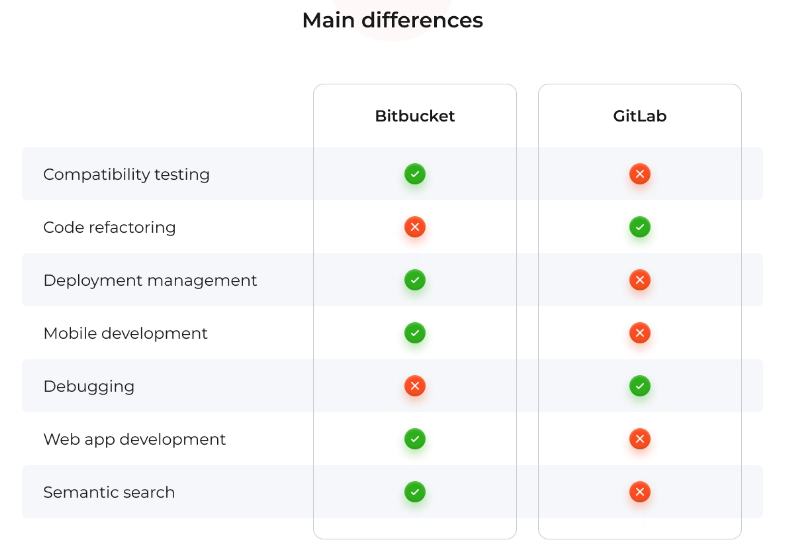 Main differences
Bitbucket GitLab
Compatibility testing
Code refactoring
Deployment management
Mobile development
Debugging
Web app development
Semantic search